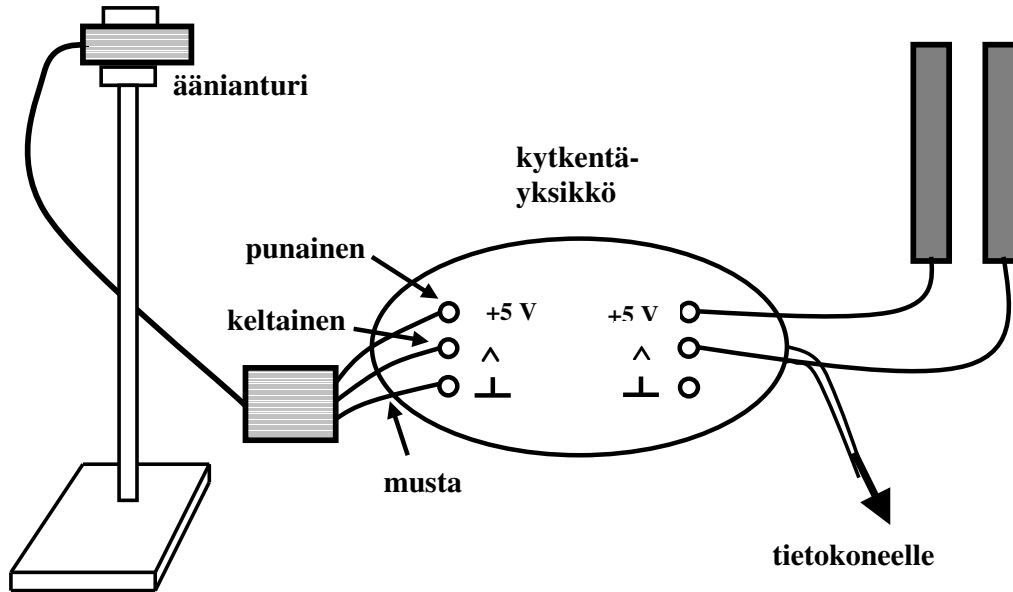 äänianturi
kytkentä-
yksikkö
punainen
+5 V
+5 V
keltainen
musta
tietokoneelle